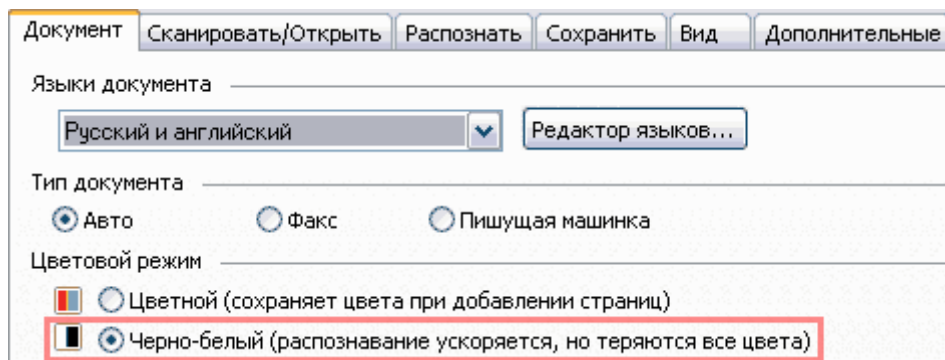 Документ Сканировать/Открыть Распознать Сохранить Вид Дополнительные
Языки документа
Русский и английский Редактор языков...
Тип документа
Авто Факс Пишущая машинка
Цветовой режим
Цветной (сохраняет цвета при добавлении страниц)
Черно-белый (распознавание ускоряется, но теряются все цвета)